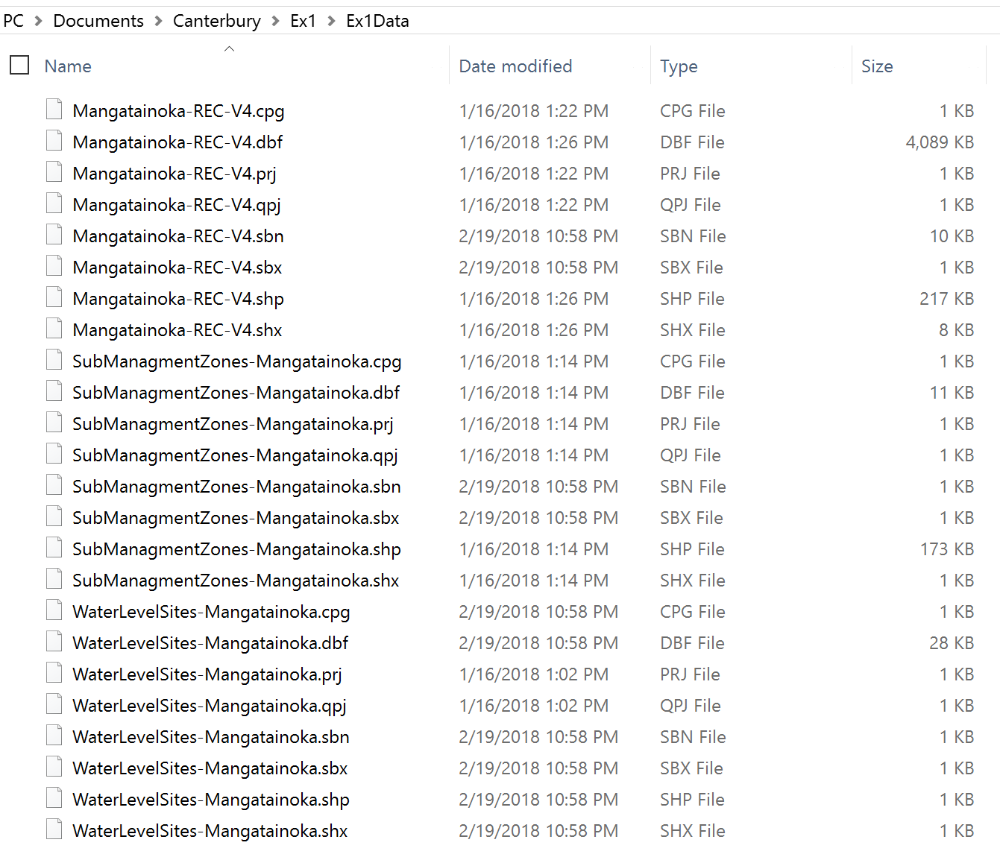 PC > Documents > Canterbury > Ex1 > Ex1Data
Name Date modified Type Size
Mangatainoka-REC-V4.cpg 1/16/2018 1:22 PM CPG File 1 KB
Mangatainoka-REC-V4.dbf 1/16/2018 1:26 PM DBF File 4,089 KB
Mangatainoka-REC-V4.prj 1/16/2018 1:22 PM PRJ File 1 KB
Mangatainoka-REC-V4.qpj 1/16/2018 1:22 PM QPJ File 1 KB
Mangatainoka-REC-V4.sbn 2/19/2018 10:58 PM SBN File 10 KB
Mangatainoka-REC-V4.sbx 2/19/2018 10:58 PM SBX File 1 KB
Mangatainoka-REC-V4.shp 1/16/2018 1:26 PM SHP File 217 KB
Mangatainoka-REC-V4.shx 1/16/2018 1:26 PM SHX File 8 KB
SubManagmentZones-Mangatainoka.cpg 1/16/2018 1:14 PM CPG File 1 KB
SubManagmentZones-Mangatainoka.dbf 1/16/2018 1:14 PM DBF File 11 KB
SubManagmentZones-Mangatainoka.prj 1/16/2018 1:14 PM PRJ File 1 KB
SubManagmentZones-Mangatainoka.qpj 1/16/2018 1:14 PM QPJ File 1 KB
SubManagmentZones-Mangatainoka.sbn 2/19/2018 10:58 PM SBN File 1 KB
SubManagmentZones-Mangatainoka.sbx 2/19/2018 10:58 PM SBX File 1 KB
SubManagmentZones-Mangatainoka.shp 1/16/2018 1:14 PM SHP File 173 KB
SubManagmentZones-Mangatainoka.shx 1/16/2018 1:14 PM SHX File 1 KB
WaterLevelSites-Mangatainoka.cpg 2/19/2018 10:58 PM CPG File 1 KB
WaterLevelSites-Mangatainoka.dbf 2/19/2018 10:58 PM DBF File 28 KB
WaterLevelSites-Mangatainoka.prj 1/16/2018 1:02 PM PRJ File 1 KB
WaterLevelSites-Mangatainoka.qpj 1/16/2018 1:02 PM QPJ File 1 KB
WaterLevelSites-Mangatainoka.sbn 2/19/2018 10:58 PM SBN File 1 KB
WaterLevelSites-Mangatainoka.sbx 2/19/2018 10:58 PM SBX File 1 KB
WaterLevelSites-Mangatainoka.shp 2/19/2018 10:58 PM SHP File 1 KB
WaterLevelSites-Mangatainoka.shx 2/19/2018 10:58 PM SHX File 1 KB